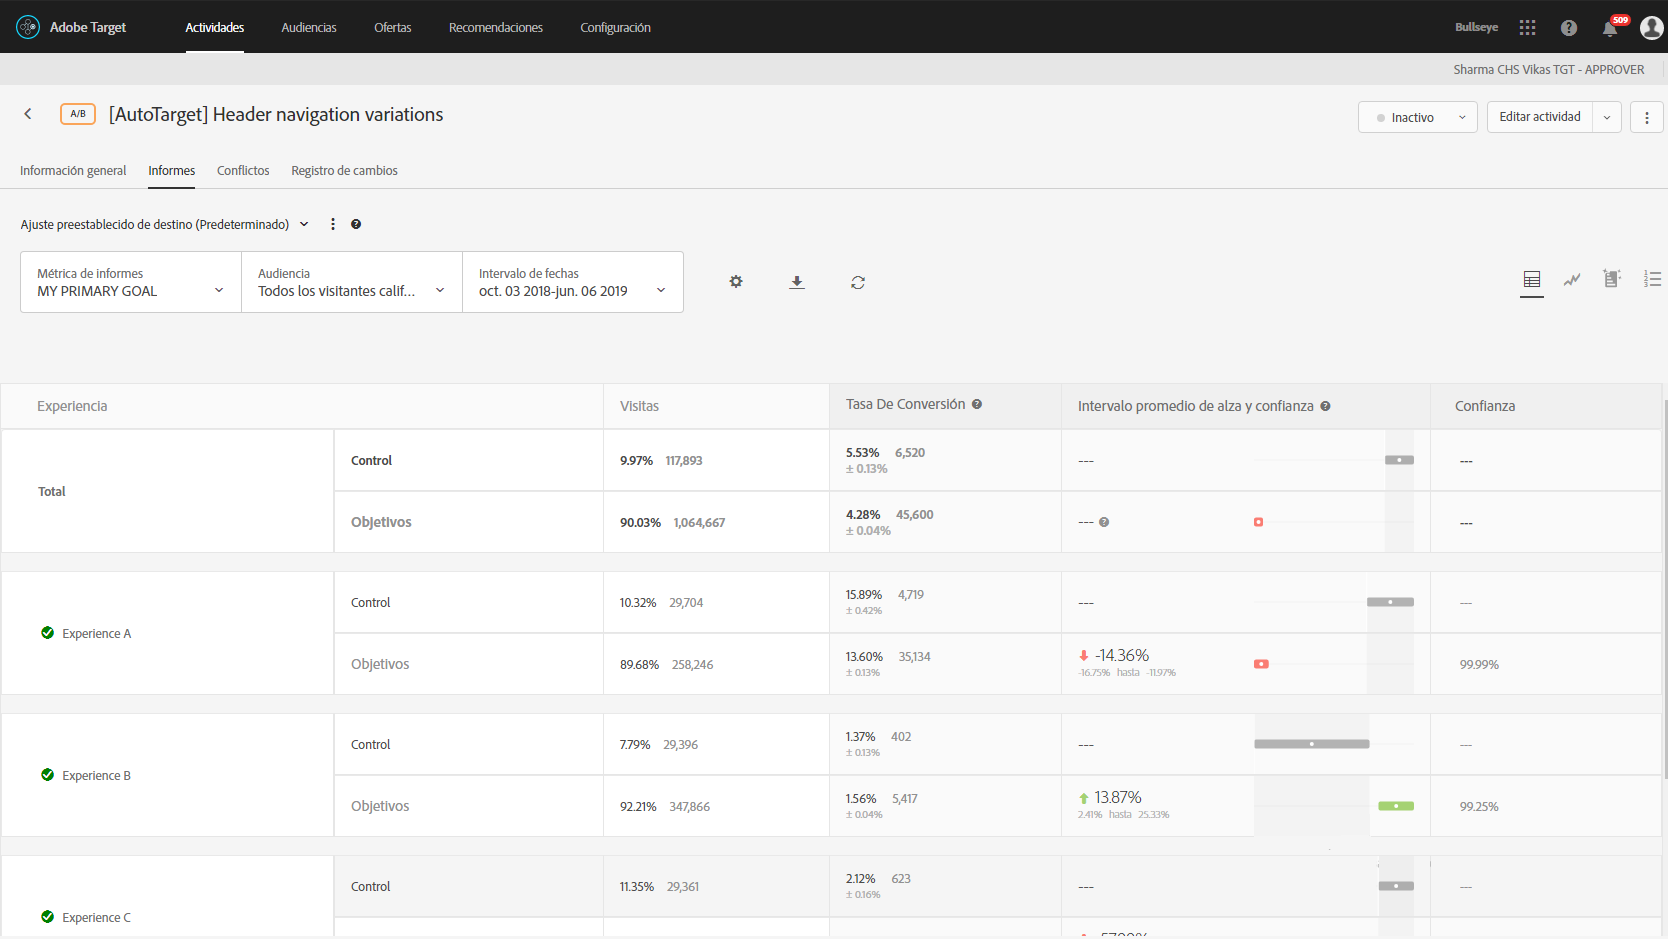 Adobe Target
Actividades
Audiencias
Ofertas
Recomendaciones
Configuración
Bullseye
509
Sharma CHS Vikas TGT - APPROVER
A/B
[AutoTarget] Header navigation variations
Inactivo
Editar actividad
Información general
Informes
Conflictos
Registro de cambios
Ajuste preestablecido de destino (Predeterminado)
Métrica de informes
MY PRIMARY GOAL
Audiencia
Todos los visitantes calif...
Intervalo de fechas
oct. 03 2018-jun. 06 2019
Experiencia
Visitas
Tasa De Conversión
Intervalo promedio de alza y confianza
Confianza
Total
Control
9.97% 117,893
5.53% 6,520
± 0.13%
---
---
Objetivos
90.03% 1,064,667
4.28% 45,600
± 0.04%
---
---
Experience A
Control
10.32% 29,704
15.89% 4,719
± 0.42%
---
---
Objetivos
89.68% 258,246
13.60% 35,134
± 0.13%
-14.36%
-16.75% hasta -11.97%
99.99%
Experience B
Control
7.79% 29,396
1.37% 402
± 0.13%
---
---
Objetivos
92.21% 347,866
1.56% 5,417
± 0.04%
13.87%
2.41% hasta 25.33%
99.25%
Experience C
Control
11.35% 29,361
2.12% 623
± 0.16%
---
---